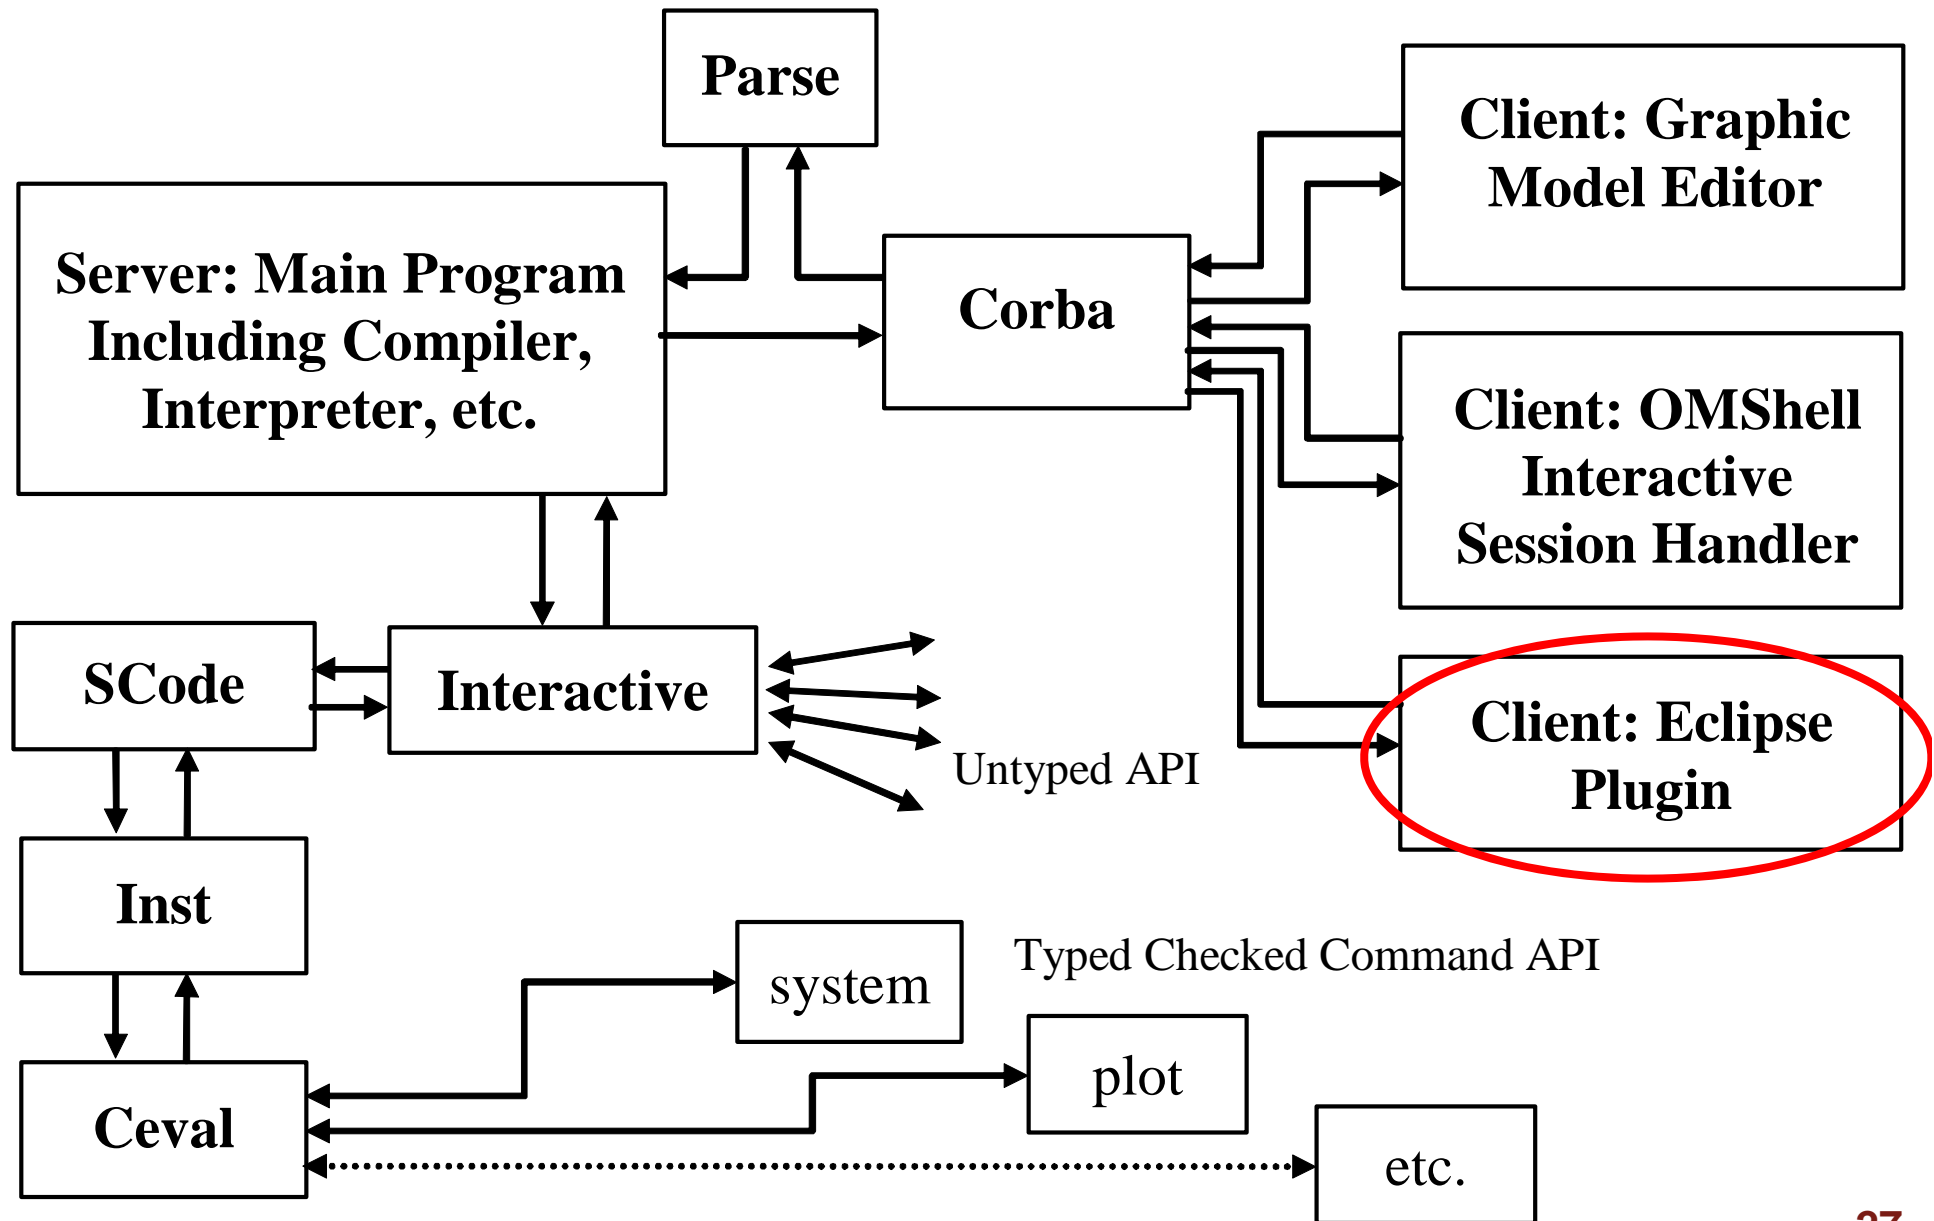 Parse
Client: Graphic
Model Editor
Server: Main Program
Including Compiler,
Interpreter, etc.
Corba
Client: OMShell
Interactive
Session Handler
SCode
Interactive
Untyped API
Client: Eclipse
Plugin
Inst
system
Typed Checked Command API
plot
Ceval
etc.